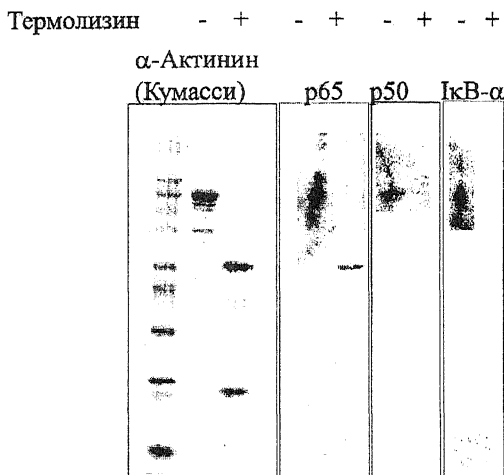 Термолизин - + - + - + - +
α-Актинин
(Кумасси) p65 p50 IκB-α